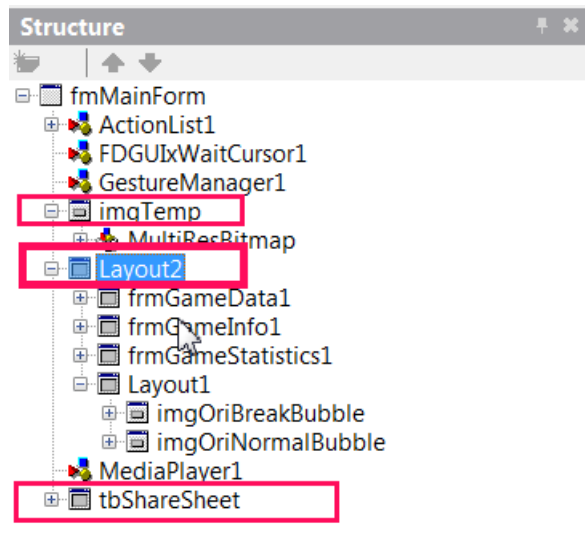 Structure
fmMainForm
ActionList1
FDGUIxWaitCursor1
GestureManager1
imgTemp
MultiResBitmap
Layout2
frmGameData1
frmGameInfo1
frmGameStatistics1
Layout1
imgOriBreakBubble
imgOriNormalBubble
MediaPlayer1
tbShareSheet